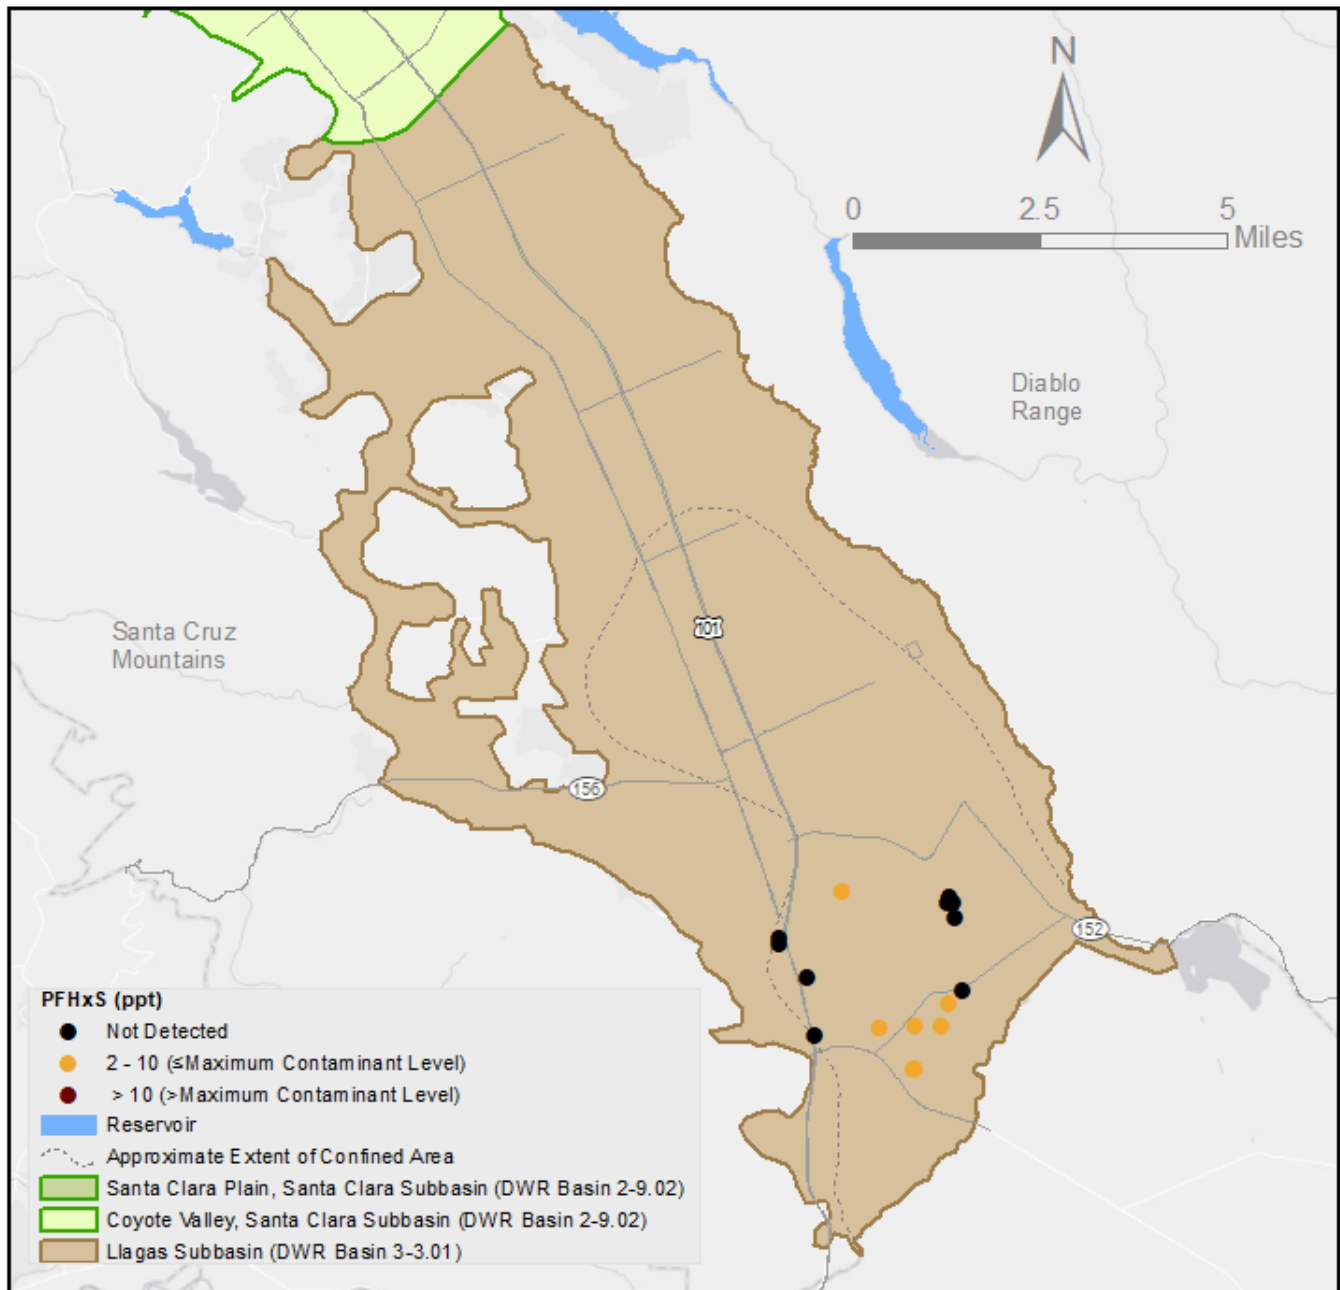 N
0 2.5 5
Miles
Diablo
Range
101
Santa Cruz
Mountains
156
152
PFHxS (ppt)
Not Detected
2 - 10 (≤Maximum Contaminant Level)
> 10 (>Maximum Contaminant Level)
Reservoir
Approximate Extent of Confined Area
Santa Clara Plain, Santa Clara Subbasin (DWR Basin 2-9.02)
Coyote Valley, Santa Clara Subbasin (DWR Basin 2-9.02)
Llagas Subbasin (DWR Basin 3-3.01)